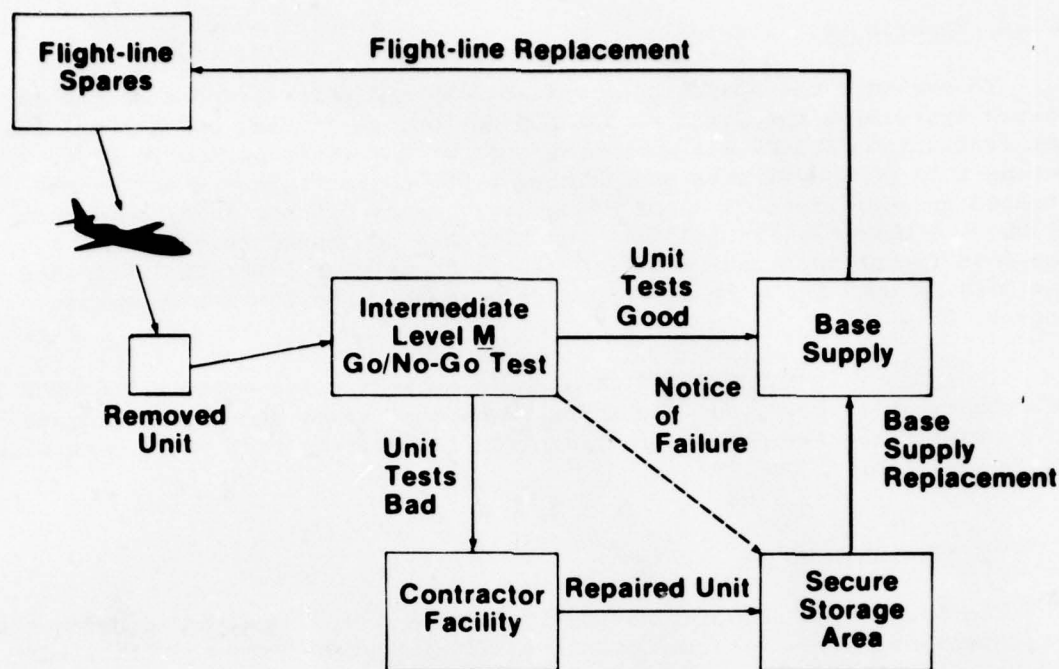 Flight-line
Spares
Flight-line Replacement
Removed
Unit
Intermediate
Level M
Go/No-Go Test
Unit
Tests
Good
Base
Supply
Notice
of
Failure
Base
Supply
Replacement
Unit
Tests
Bad
Contractor
Facility
Repaired Unit
Secure
Storage
Area